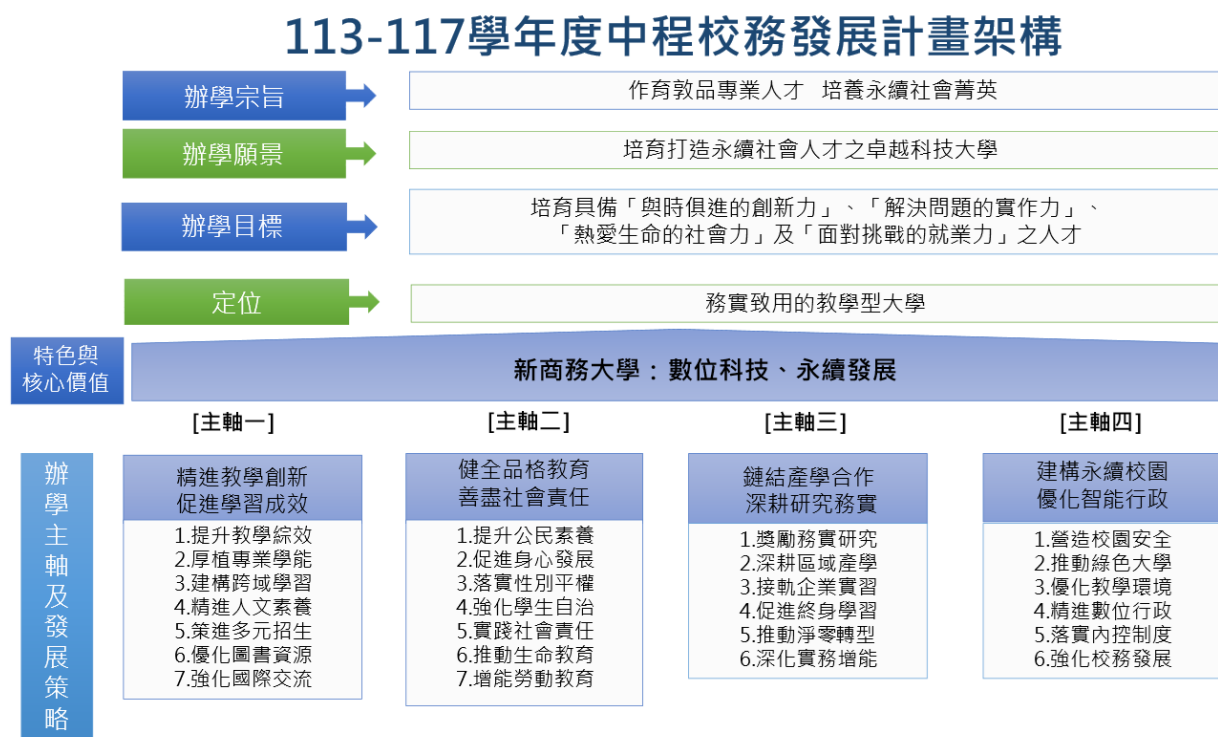 113-117學年度中程校務發展計畫架構
辦學宗旨
作育敦品專業人才 培養永續社會菁英
辦學願景
培育打造永續社會人才之卓越科技大學
辦學目標
培育具備「與時俱進的創新力」、「解決問題的實作力」、
「熱愛生命的社會力」及「面對挑戰的就業力」之人才
定位
務實致用的教學型大學
特色與
核心價值
新商務大學：數位科技、永續發展
辦學主軸及發展策略
[主軸一]
精進教學創新
促進學習成效
1.提升教學綜效
2.厚植專業學能
3.建構跨域學習
4.精進人文素養
5.策進多元招生
6.優化圖書資源
7.強化國際交流
[主軸二]
健全品格教育
善盡社會責任
1.提升公民素養
2.促進身心發展
3.落實性別平權
4.強化學生自治
5.實踐社會責任
6.推動生命教育
7.增能勞動教育
[主軸三]
鏈結產學合作
深耕研究務實
1.獎勵務實研究
2.深耕區域產學
3.接軌企業實習
4.促進終身學習
5.推動淨零轉型
6.深化實務增能
[主軸四]
建構永續校園
優化智能行政
1.營造校園安全
2.推動綠色大學
3.優化教學環境
4.精進數位行政
5.落實內控制度
6.強化校務發展